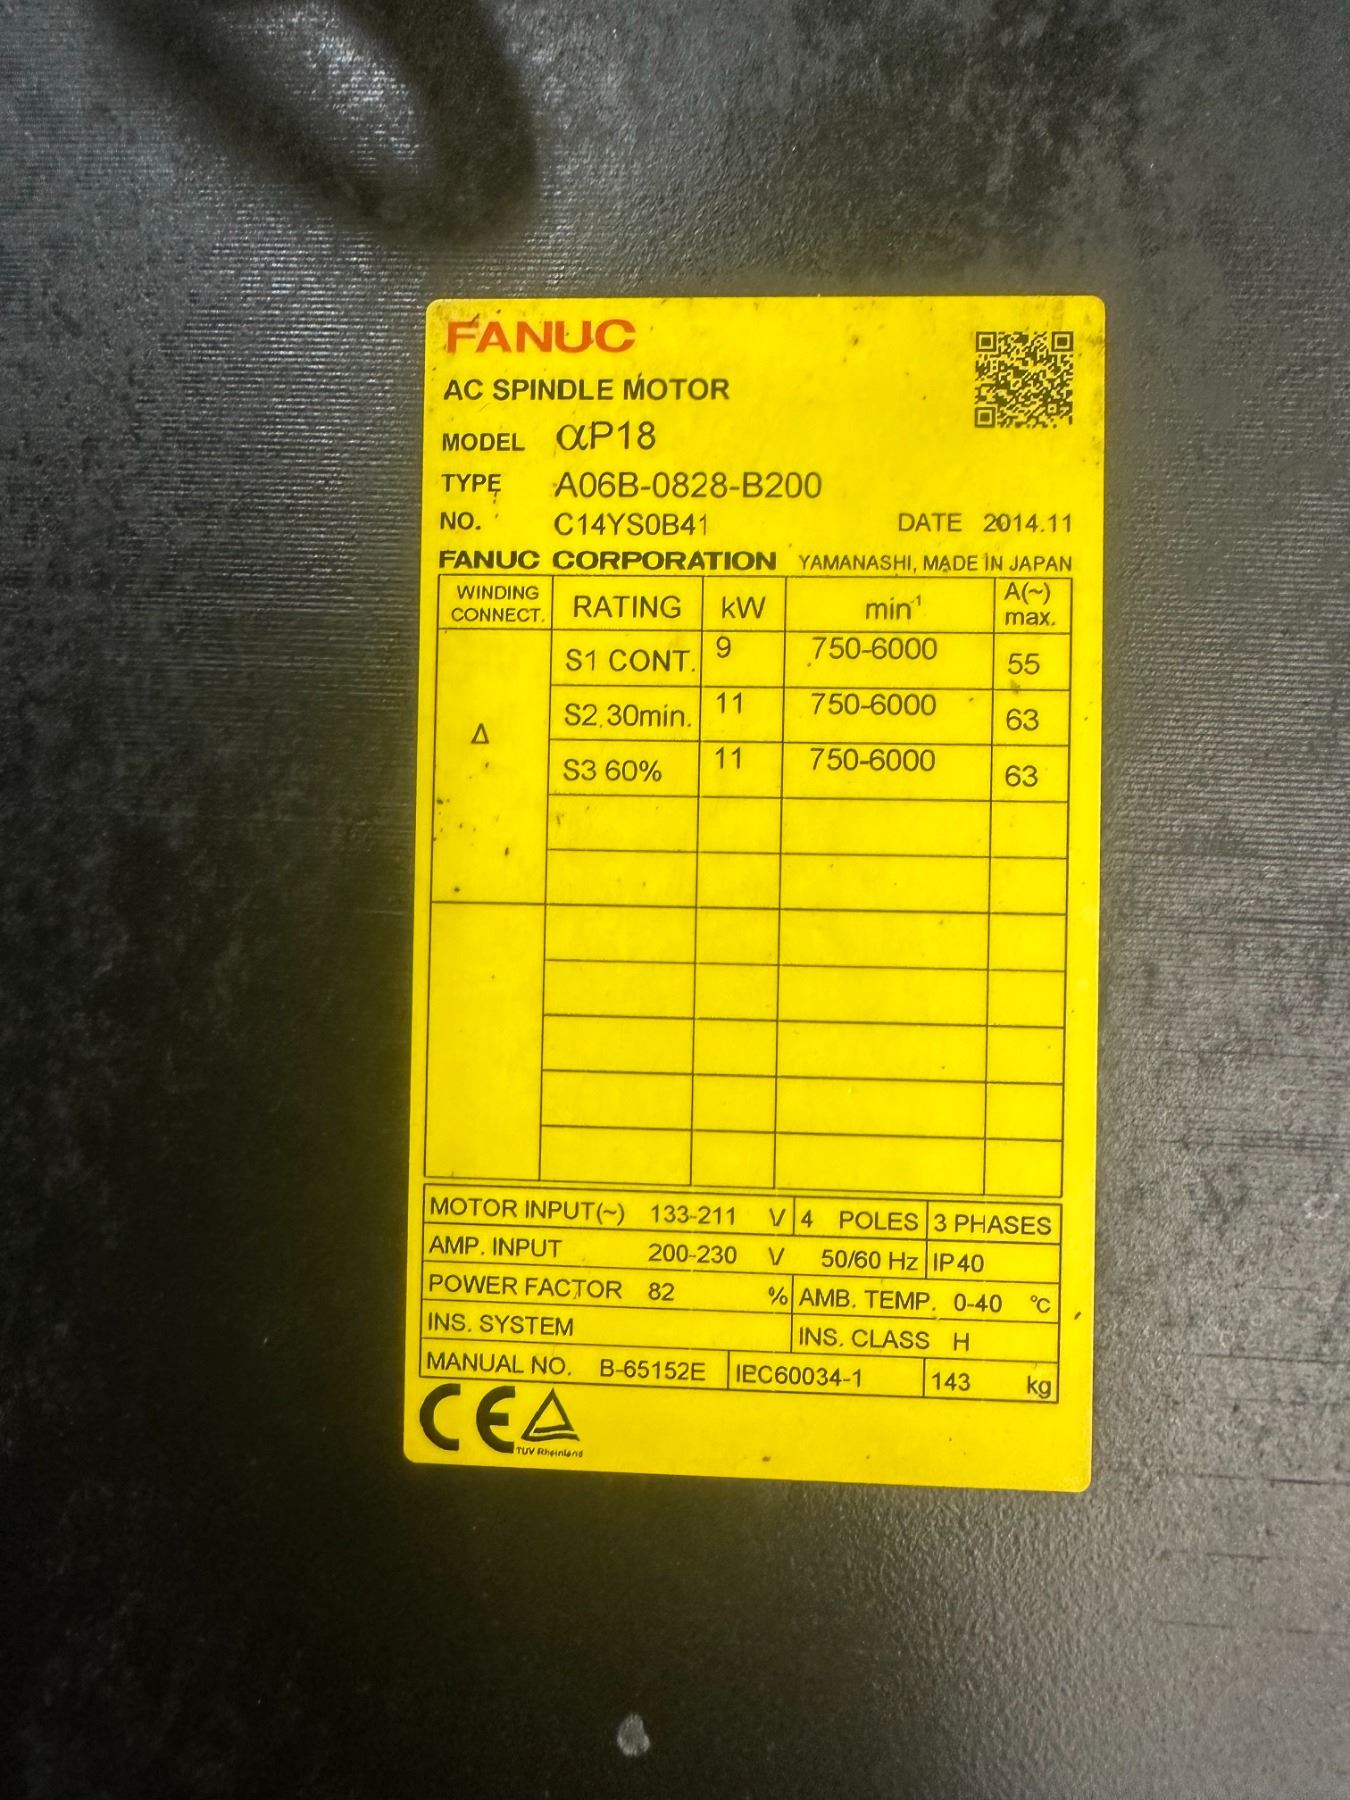 FANUC
AC SPINDLE MOTOR
MODEL αP18
TYPE A06B-0828-B200
NO. C14YS0B41 DATE 2014.11
FANUC CORPORATION YAMANASHI, MADE IN JAPAN
WINDING CONNECT. RATING kW min⁻¹ A(~) max.
Δ
S1 CONT. 9 750-6000 55
S2 30min. 11 750-6000 63
S3 60% 11 750-6000 63
MOTOR INPUT(~) 133-211 V 4 POLES 3 PHASES
AMP. INPUT 200-230 V 50/60 Hz IP40
POWER FACTOR 82 % AMB. TEMP. 0-40 °C
INS. SYSTEM INS. CLASS H
MANUAL NO. B-65152E IEC60034-1 143 kg
CE TÜV Rheinland